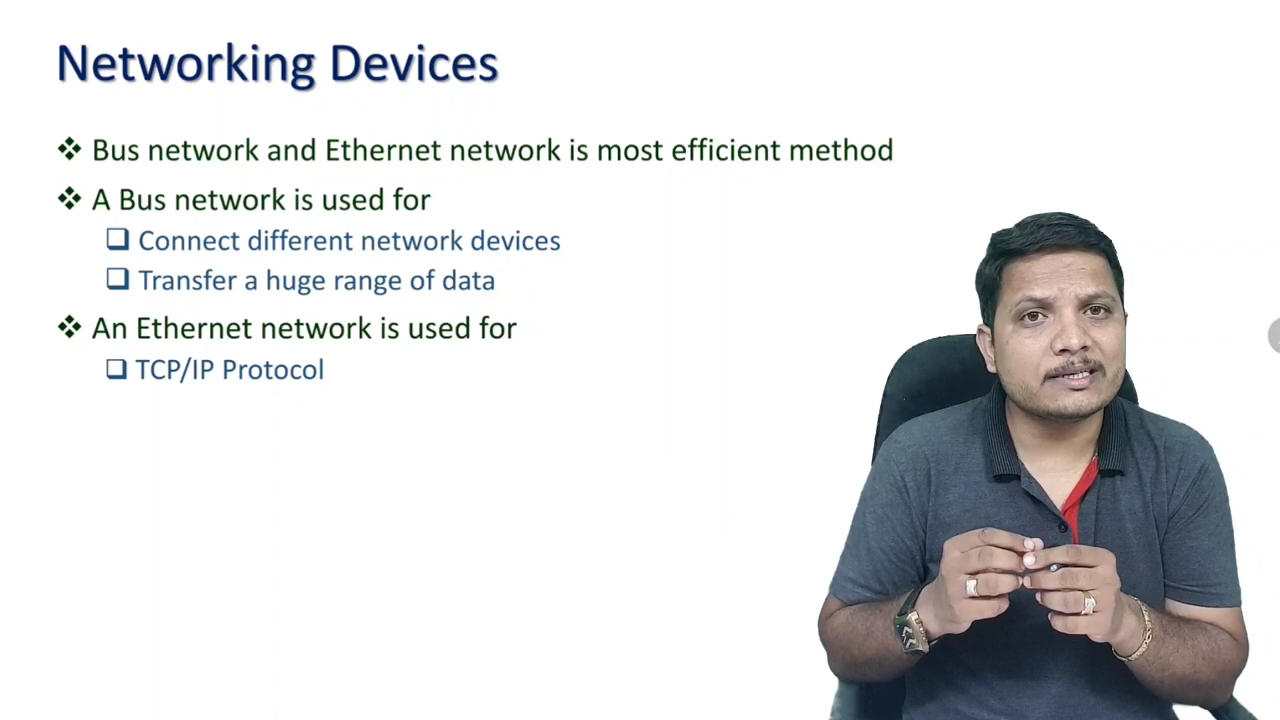 Networking Devices
Bus network and Ethernet network is most efficient method
A Bus network is used for
Connect different network devices
Transfer a huge range of data
An Ethernet network is used for
TCP/IP Protocol